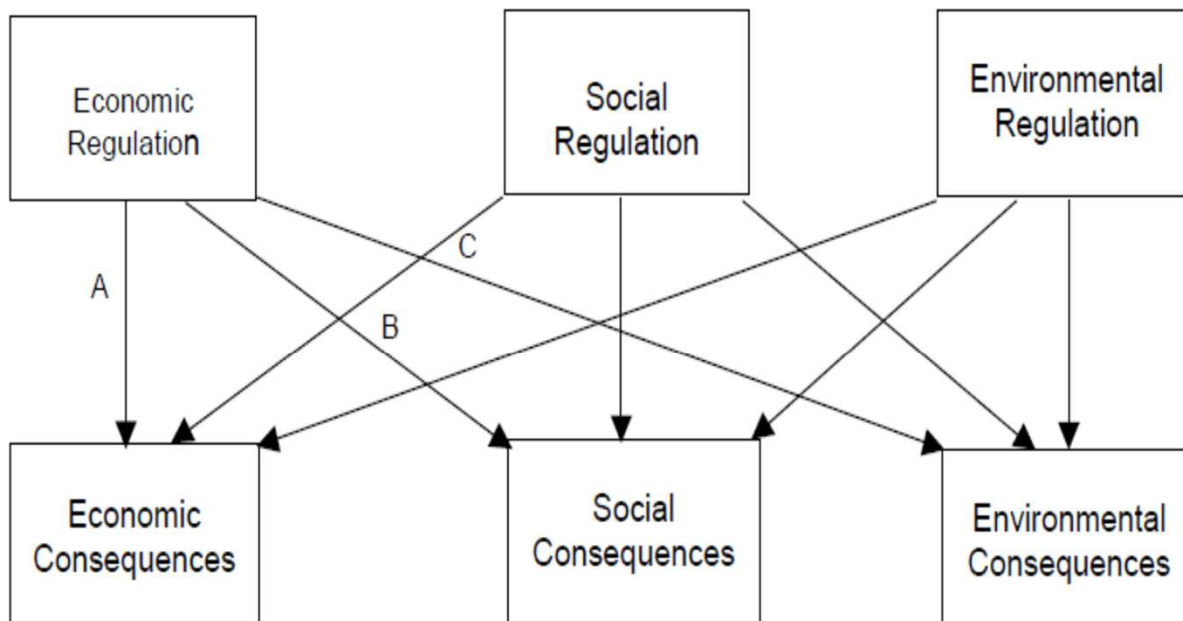 Economic
Regulation
Social
Regulation
Environmental
Regulation
A
B
C
Economic
Consequences
Social
Consequences
Environmental
Consequences